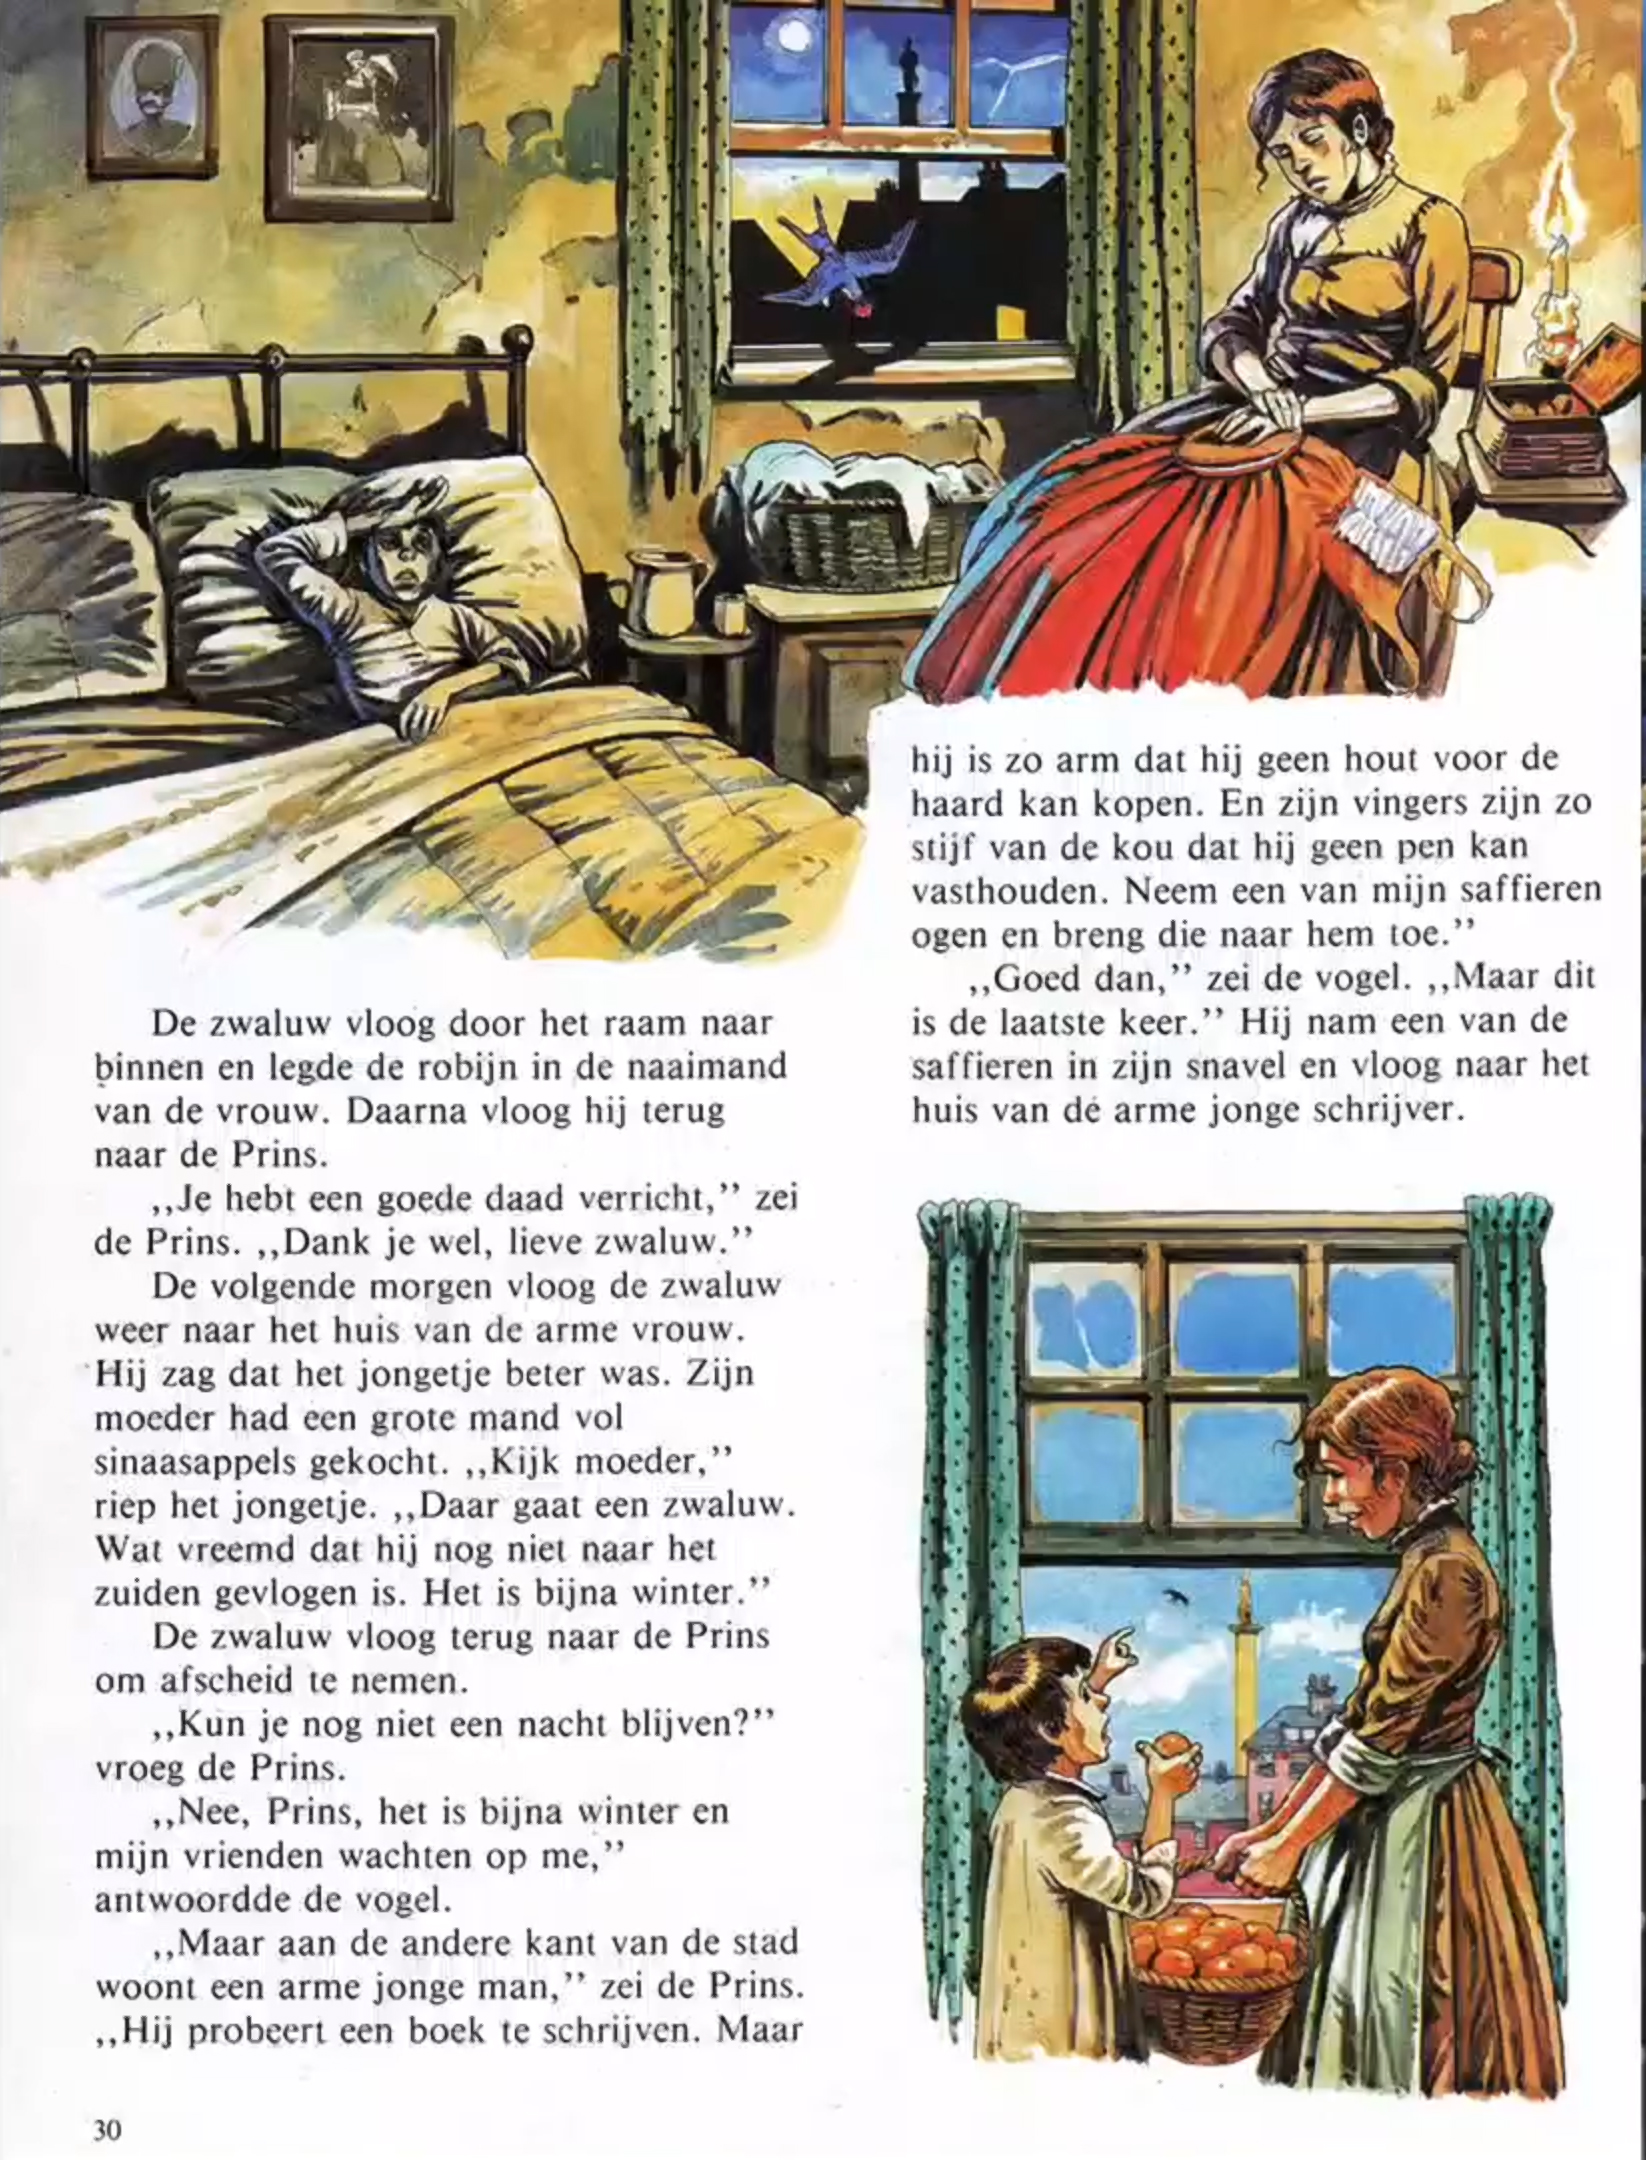 De zwaluw vloog door het raam naar
binnen en legde de robijn in de naaimand
van de vrouw. Daarna vloog hij terug
naar de Prins.
,,Je hebt een goede daad verricht,’’ zei
de Prins. ,,Dank je wel, lieve zwaluw.’’
De volgende morgen vloog de zwaluw
weer naar het huis van de arme vrouw.
Hij zag dat het jongetje beter was. Zijn
moeder had een grote mand vol
sinaasappels gekocht. ,,Kijk moeder,’’
riep het jongetje. ,,Daar gaat een zwaluw.
Wat vreemd dat hij nog niet naar het
zuiden gevlogen is. Het is bijna winter.’’
De zwaluw vloog terug naar de Prins
om afscheid te nemen.
,,Kun je nog niet een nacht blijven?’’
vroeg de Prins.
,,Nee, Prins, het is bijna winter en
mijn vrienden wachten op me,’’
antwoordde de vogel.
,,Maar aan de andere kant van de stad
woont een arme jonge man,’’ zei de Prins.
,,Hij probeert een boek te schrijven. Maar
hij is zo arm dat hij geen hout voor de
haard kan kopen. En zijn vingers zijn zo
stijf van de kou dat hij geen pen kan
vasthouden. Neem een van mijn saffieren
ogen en breng die naar hem toe.’’
,,Goed dan,’’ zei de vogel. ,,Maar dit
is de laatste keer.’’ Hij nam een van de
saffieren in zijn snavel en vloog naar het
huis van de arme jonge schrijver.
30